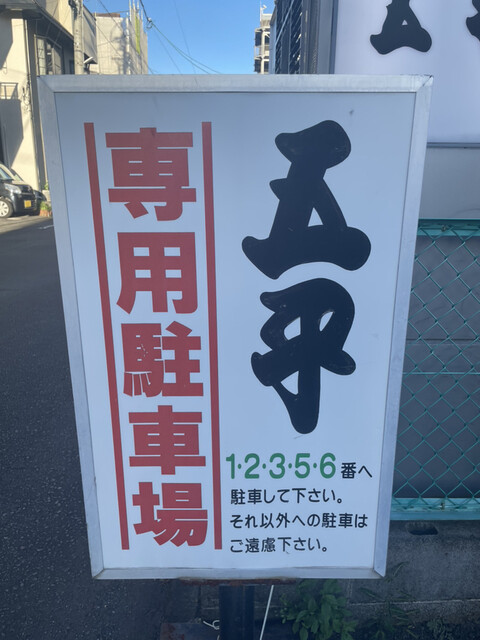 五平
専用駐車場
1・2・3・5・6番へ
駐車して下さい。
それ以外への駐車は
ご遠慮下さい。